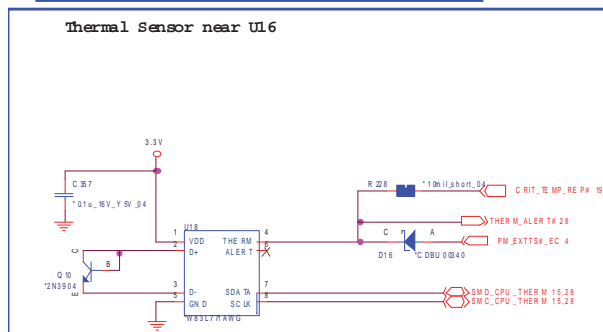 Thermal Sensor near U16
3.3V
C357
*0.1u_16V_Y5V_04
R228
*10mil_short_04
CRIT_TEMP_REP# 19
THERM_ALERT# 28
PM_EXTTS#_EC 4
C
A
D16
*CDBU00340
U18
1
VDD
THERM
4
2
D+
ALERT
6
C
B
Q10
*2N3904
E
3
D-
SDATA
7
5
GND
SCLK
8
*W83L771AWG
SMD_CPU_THERM 15,28
SMC_CPU_THERM 15,28